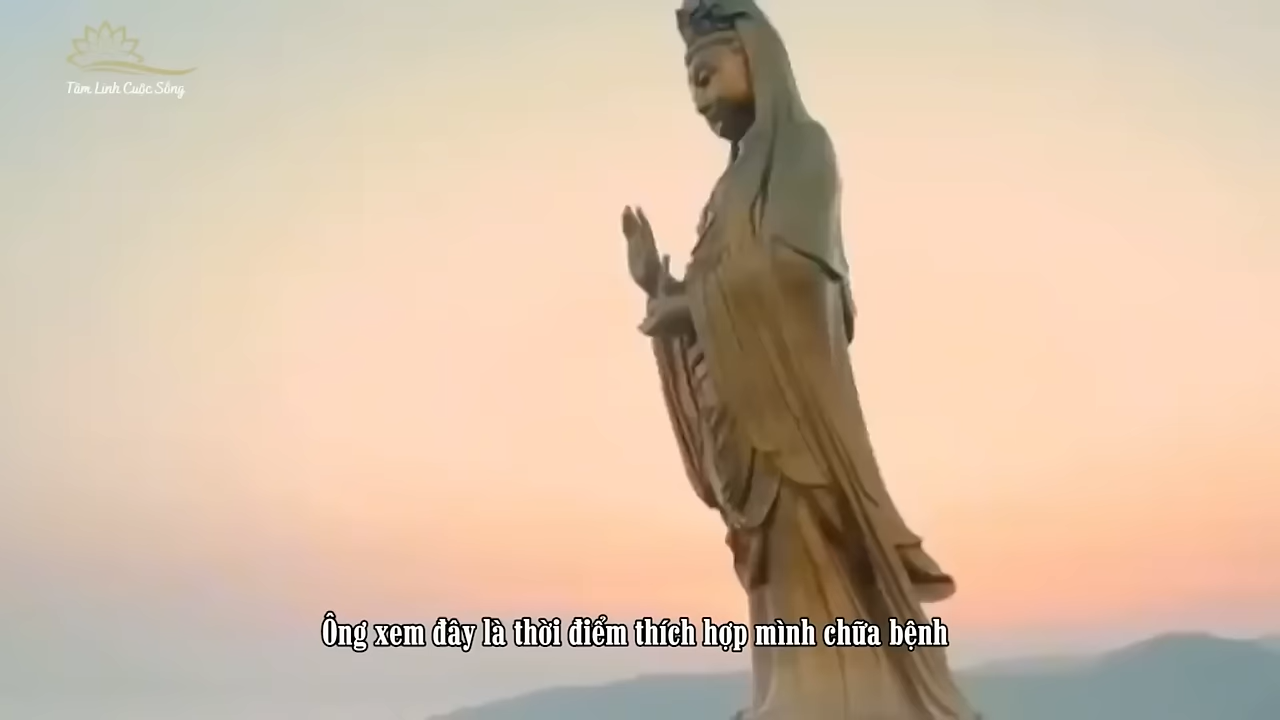 Tâm Linh Cuộc Sống
Ông xem đây là thời điểm thích hợp mình chữa bệnh